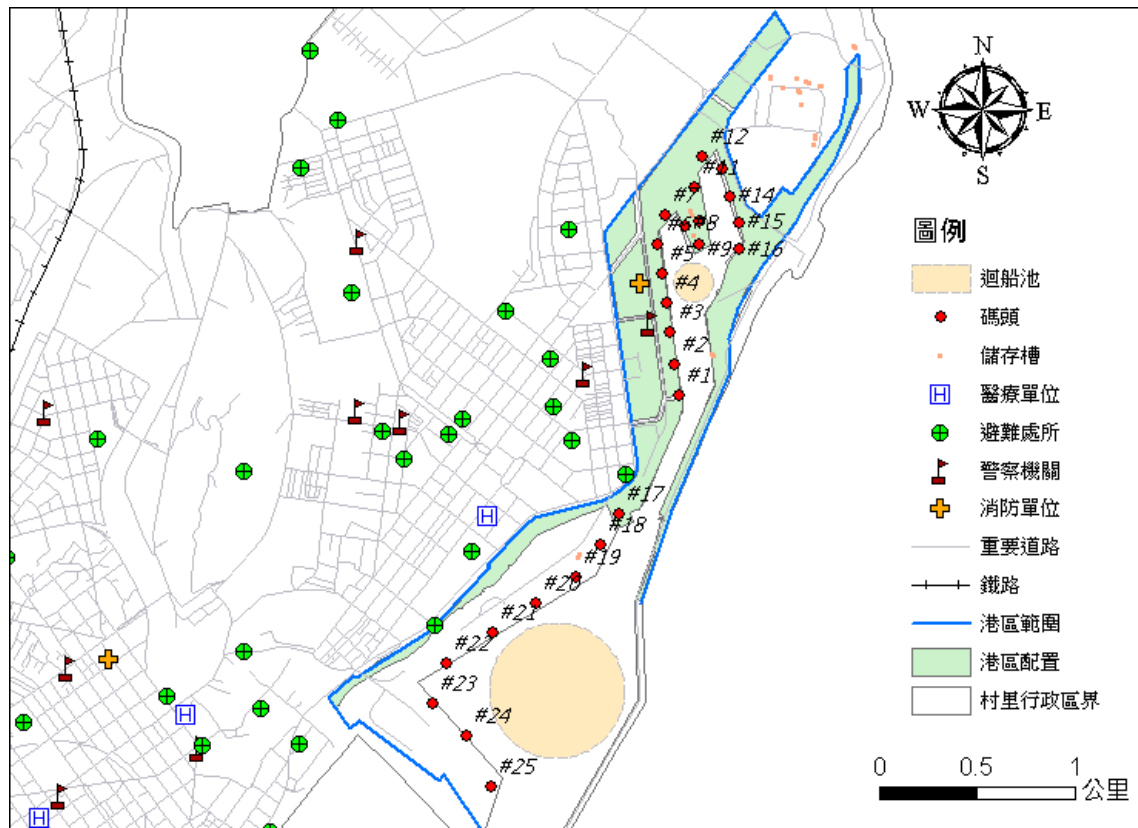 N
W
E
S
#12
#11
#7
#14
#6
#8
#15
#5
#9
#16
#4
#3
#2
#1
#17
#18
#19
#20
#21
#22
#23
#24
#25
圖例
迴船池
碼頭
儲存槽
H 醫療單位
避難處所
警察機關
消防單位
重要道路
鐵路
港區範圍
港區配置
村里行政區界
0 0.5 1
公里
H
H
H